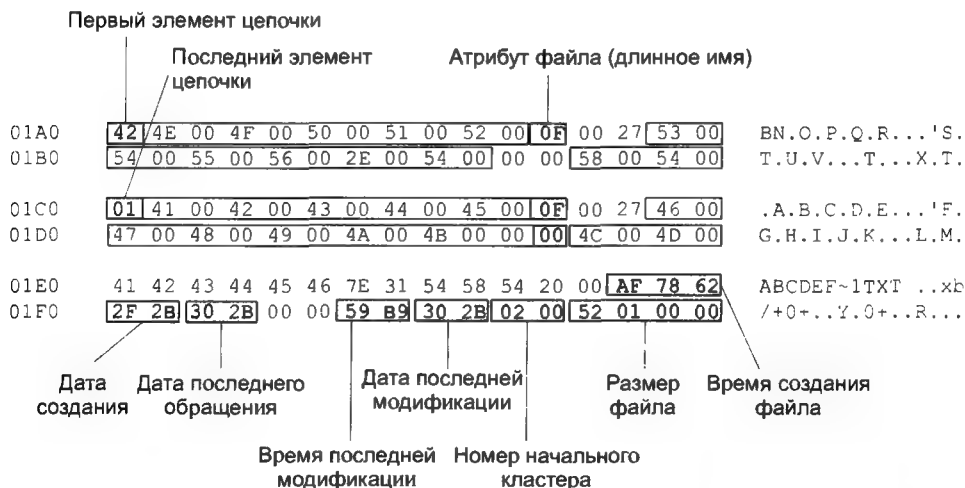 Первый элемент цепочки
Последний элемент
цепочки
Атрибут файла (длинное имя)
01A0 42 4E 00 4F 00 50 00 51 00 52 00 0F 00 27 53 00 BN.O.P.Q.R...'S.
01B0 54 00 55 00 56 00 2E 00 54 00 00 00 58 00 54 00 T.U.V...T...X.T.
01C0 01 41 00 42 00 43 00 44 00 45 00 0F 00 27 46 00 .A.B.C.D.E...'F.
01D0 47 00 48 00 49 00 4A 00 4B 00 00 00 4C 00 4D 00 G.H.I.J.K...L.M.
01E0 41 42 43 44 45 46 7E 31 54 58 54 20 00 AF 78 62 ABCDEF~1TXT ..xb
01F0 2F 2B 30 2B 00 00 59 B9 30 2B 02 00 52 01 00 00 /+0+..Y.0+..R...
Дата
создания
Дата последнего
обращения
Дата последней
модификации
Размер
файла
Время создания
файла
Время последней
модификации
Номер начального
кластера